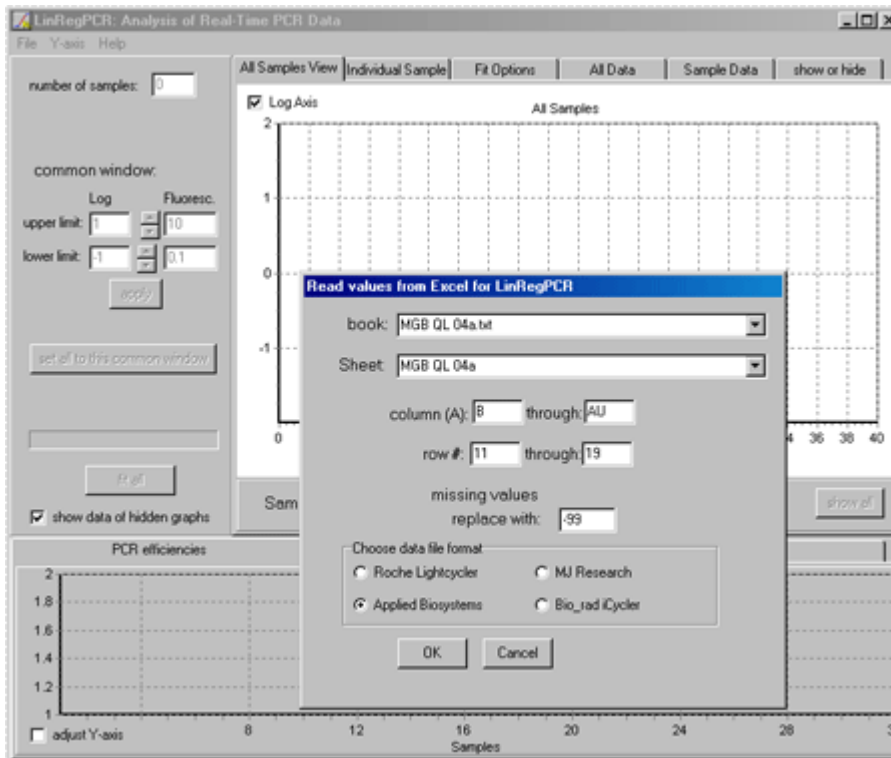 LinRegPCR: Analysis of Real-Time PCR Data
File Y-axis Help
All Samples View Individual Sample Fit Options All Data Sample Data show or hide
number of samples: 0
Log Axis
All Samples
2
1
0
-1
common window:
Log Fluoresc.
upper limit: 1 10
lower limit: -1 0.1
apply
set all to this common window
fit all
show data of hidden graphs
0 4 36 38 40
Sam
show all
Read values from Excel for LinRegPCR
book: MGB QL 04a.txt
Sheet MGB QL 04a
column (A): B through: AU
row #: 11 through: 19
missing values
replace with: -99
Choose data file format
Roche Lightcycler MJ Research
Applied Biosystems Bio_rad iCycler
OK Cancel
PCR efficiencies
2
1.8
1.6
1.4
1.2
1
adjust Y-axis
8 12 16 20 24 28 3
Samples